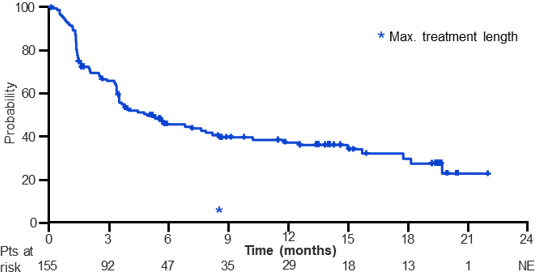 100
* Max. treatment length
80
60
Probability
40
20
0
0 3 6 9 12 15 18 21 24
Time (months)
Pts at
risk 155 92 47 35 29 18 13 1 NE